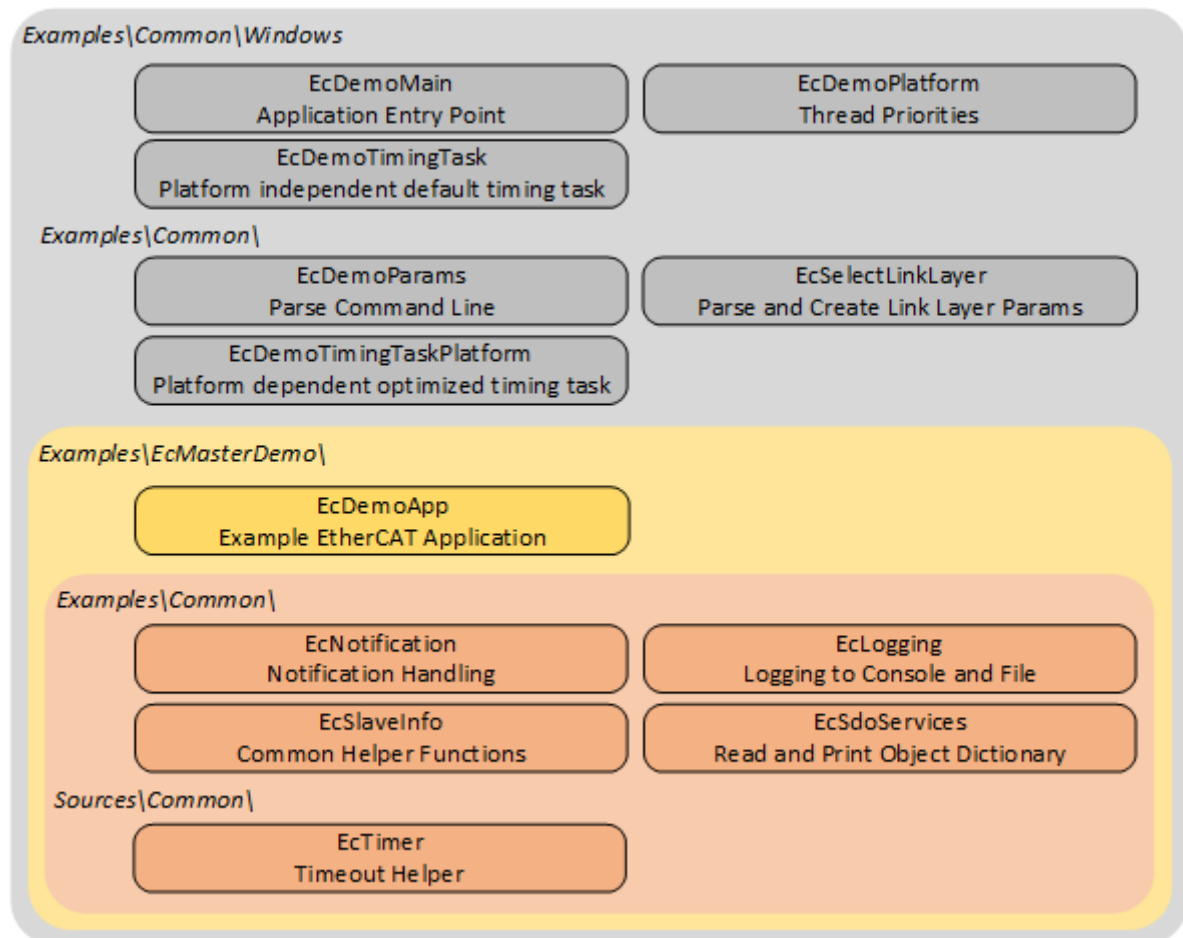 Examples\Common\Windows
EcDemoMain
Application Entry Point
EcDemoPlatform
Thread Priorities
EcDemoTimingTask
Platform independent default timing task
Examples\Common\
EcDemoParams
Parse Command Line
EcSelectLinkLayer
Parse and Create Link Layer Params
EcDemoTimingTaskPlatform
Platform dependent optimized timing task
Examples\EcMasterDemo\
EcDemoApp
Example EtherCAT Application
Examples\Common\
EcNotification
Notification Handling
EcLogging
Logging to Console and File
EcSlaveInfo
Common Helper Functions
EcSdoServices
Read and Print Object Dictionary
Sources\Common\
EcTimer
Timeout Helper